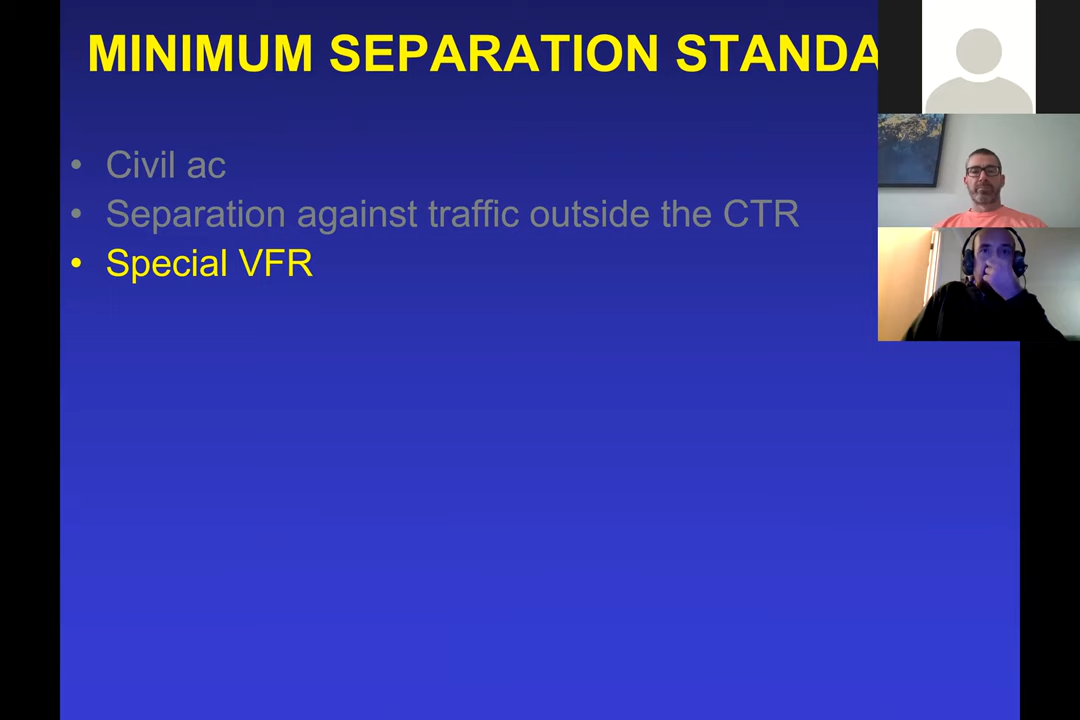 MINIMUM SEPARATION STANDA
• Civil ac
• Separation against traffic outside the CTR
• Special VFR